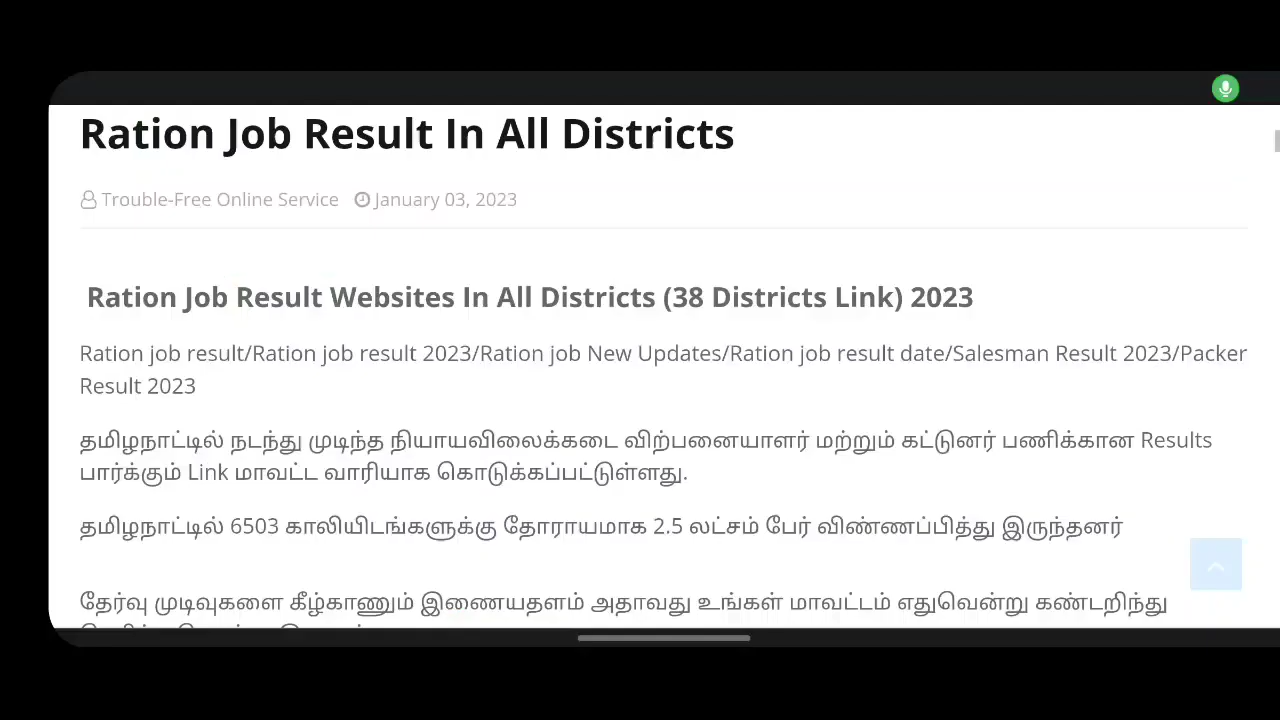 Ration Job Result In All Districts
Trouble-Free Online Service January 03, 2023
Ration Job Result Websites In All Districts (38 Districts Link) 2023
Ration job result/Ration job result 2023/Ration job New Updates/Ration job result date/Salesman Result 2023/Packer
Result 2023
தமிழநாட்டில் நடந்து முடிந்த நியாயவிலைக்கடை விற்பனையாளர் மற்றும் கட்டுனர் பணிக்கான Results
பார்க்கும் Link மாவட்ட வாரியாக கொடுக்கப்பட்டுள்ளது.
தமிழநாட்டில் 6503 காலியிடங்களுக்கு தோராயமாக 2.5 லட்சம் பேர் விண்ணப்பித்து இருந்தனர்
தேர்வு முடிவுகளை கீழ்காணும் இணையதளம் அதாவது உங்கள் மாவட்டம் எதுவென்று கண்டறிந்து